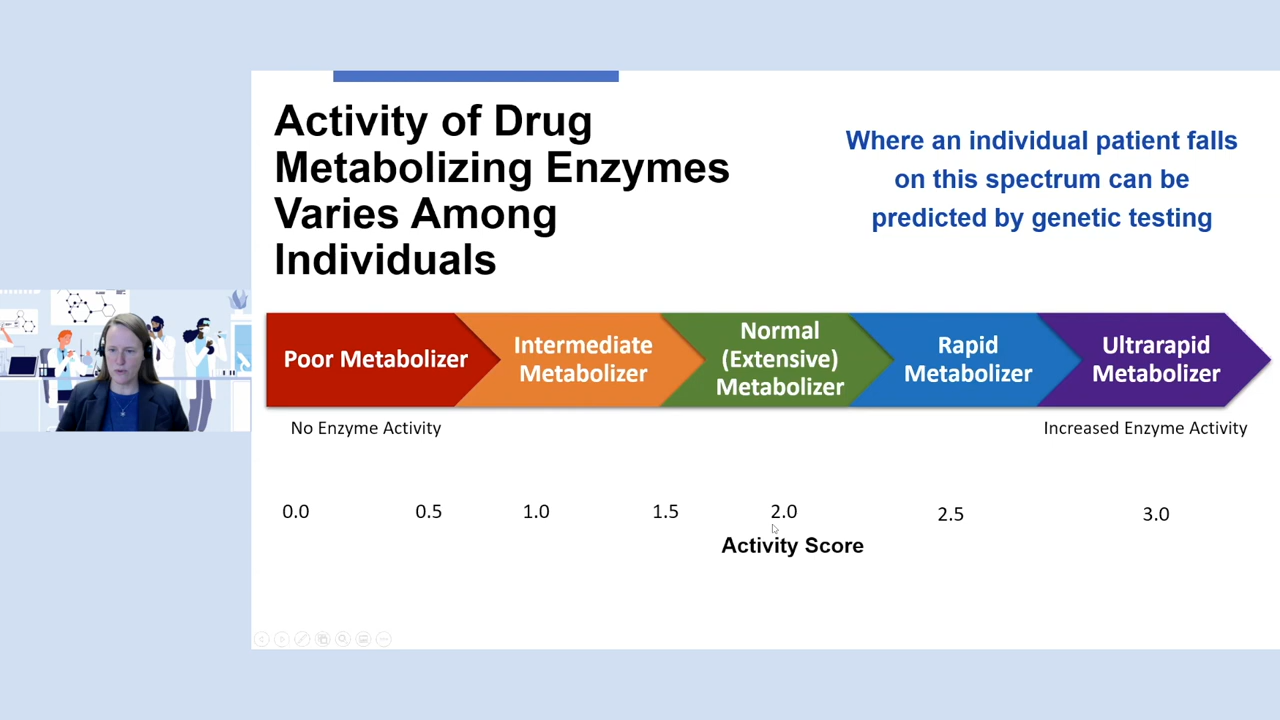 Activity of Drug
Metabolizing Enzymes
Varies Among
Individuals
Where an individual patient falls
on this spectrum can be
predicted by genetic testing
Poor Metabolizer
Intermediate
Metabolizer
Normal
(Extensive)
Metabolizer
Rapid
Metabolizer
Ultrarapid
Metabolizer
No Enzyme Activity
Increased Enzyme Activity
0.0 0.5 1.0 1.5 2.0 2.5 3.0
Activity Score